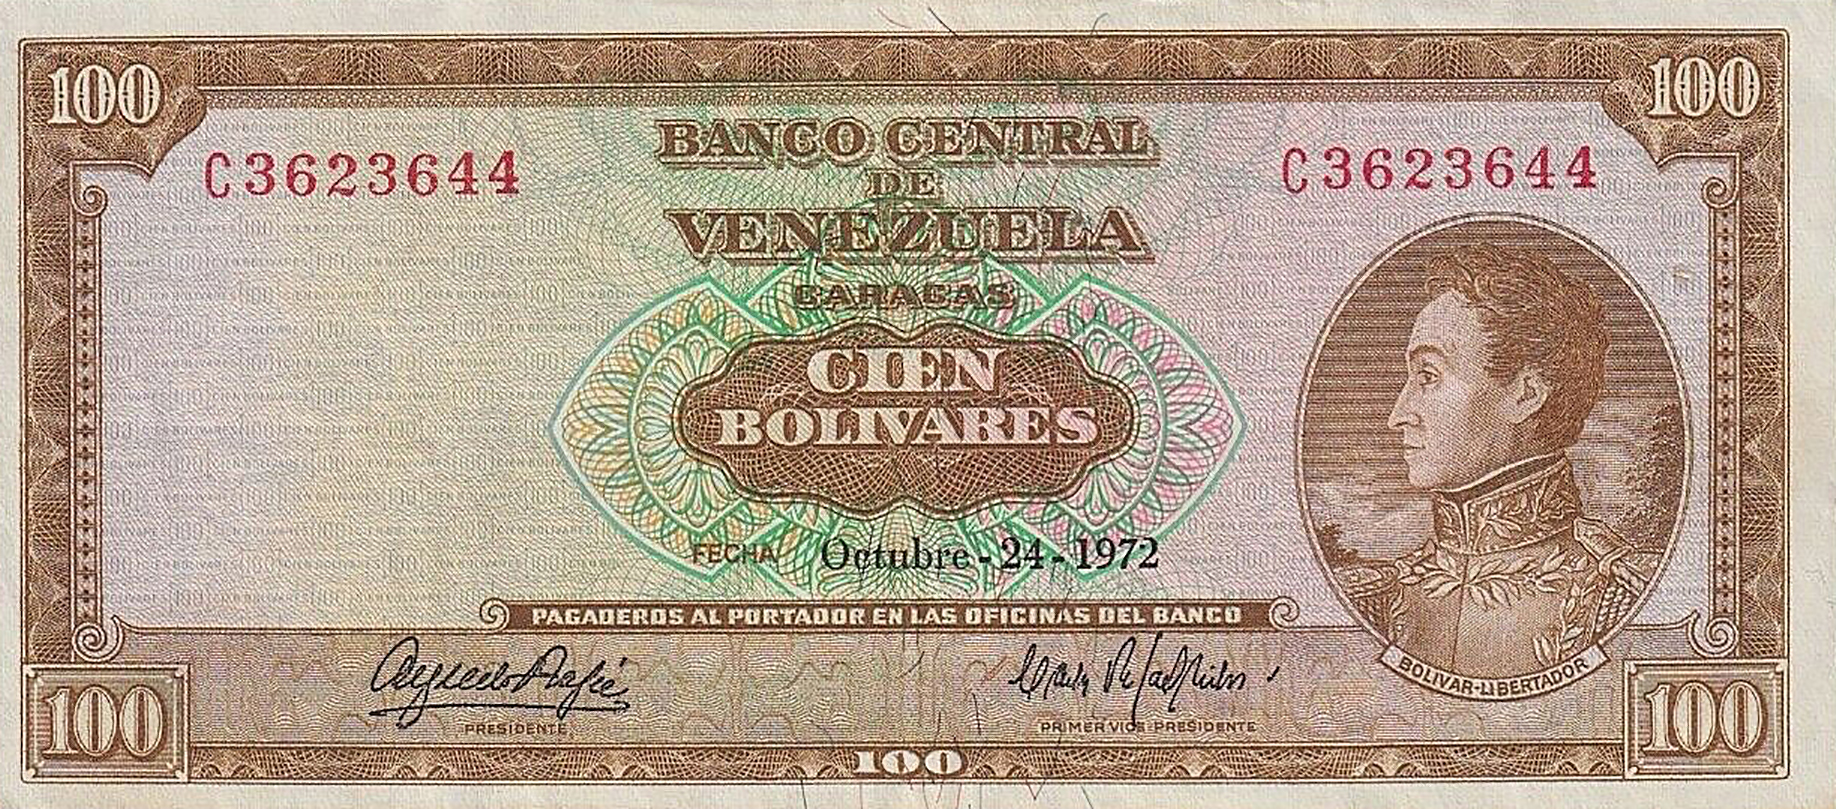 100
100
C3623644
BANCO CENTRAL
DE
VENEZUELA
C3623644
CARACAS
CIEN
BOLIVARES
FECHA Octubre - 24 - 1972
PAGADEROS AL PORTADOR EN LAS OFICINAS DEL BANCO
BOLIVAR-LIBERTADOR
PRESIDENTE
PRIMER VICE-PRESIDENTE
100
100
100